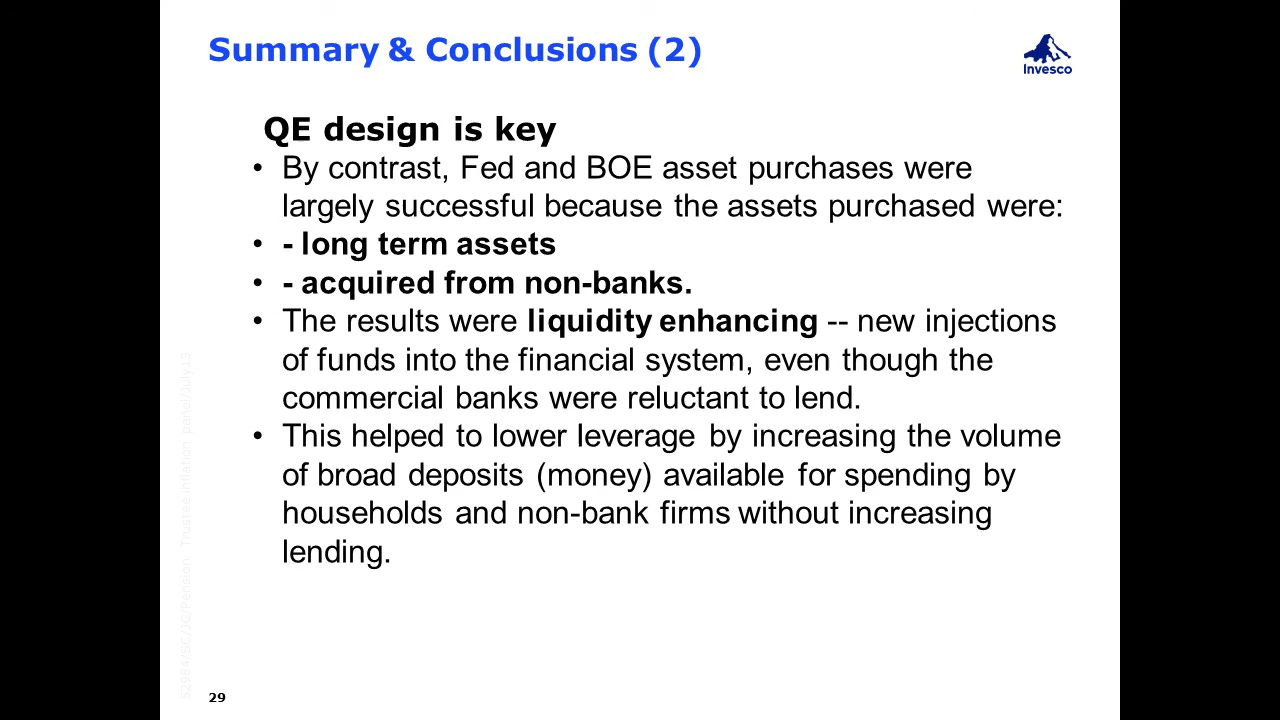 Summary & Conclusions (2)
Invesco
QE design is key
• By contrast, Fed and BOE asset purchases were
largely successful because the assets purchased were:
• - long term assets
• - acquired from non-banks.
• The results were liquidity enhancing -- new injections
of funds into the financial system, even though the
commercial banks were reluctant to lend.
• This helped to lower leverage by increasing the volume
of broad deposits (money) available for spending by
households and non-bank firms without increasing
lending.
Trustee inflation panel/July13
29